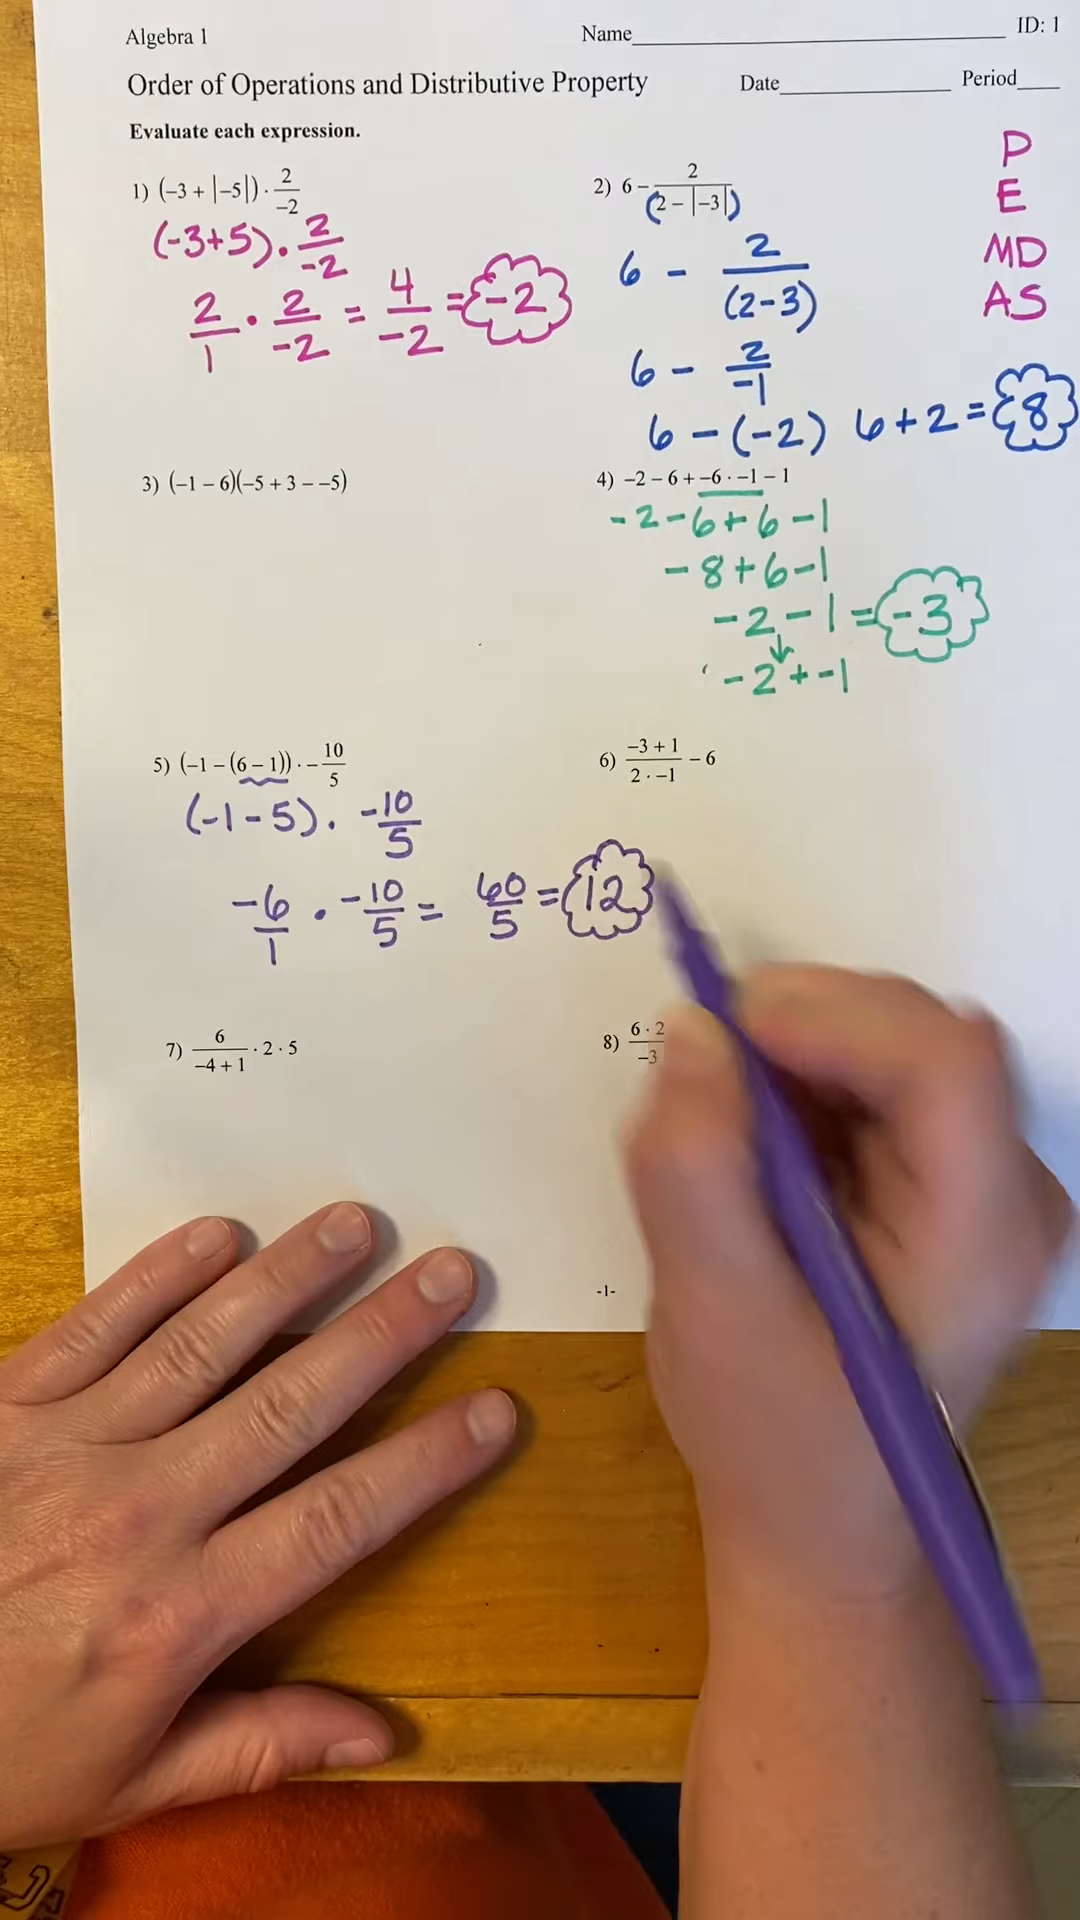 Algebra 1
Name____________________ ID: 1
Order of Operations and Distributive Property
Date______________ Period____
Evaluate each expression.
P
E
MD
AS
1) (−3 + |−5|) · 2/−2
(-3+5) · 2/-2
2/1 · 2/-2 = 4/-2 = -2
2) 6 − 2/(2 − |−3|)
6 - 2/(2-3)
6 - 2/-1
6 - (-2) 6+2 = 8
3) (−1 − 6)(−5 + 3 − −5)
4) −2 − 6 + −6 · −1 − 1
-2-6+6-1
-8+6-1
-2-1 = -3
-2+-1
5) (−1 − (6 − 1)) · −10/5
(-1-5) · -10/5
-6/1 · -10/5 = 60/5 = 12
6) (−3 + 1)/(2 · −1) − 6
7) 6/(−4 + 1) · 2 · 5
8) 6 · 2/−3
-1-